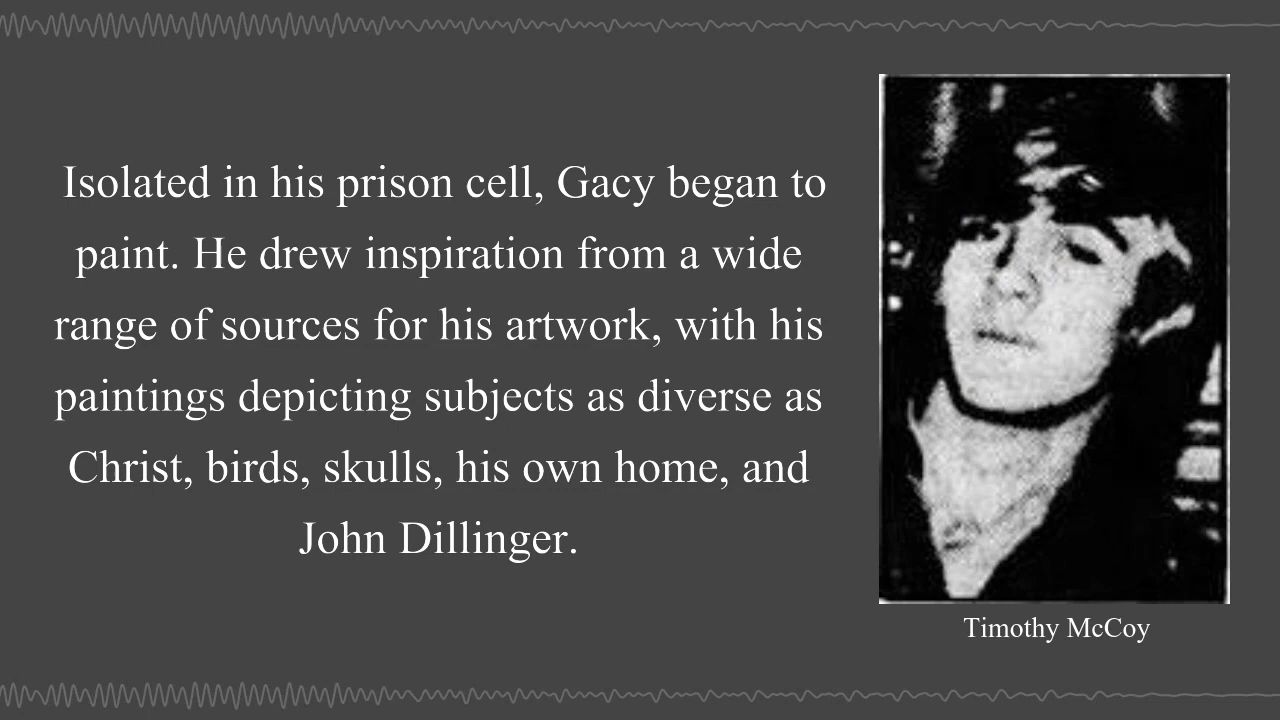 Isolated in his prison cell, Gacy began to
paint. He drew inspiration from a wide
range of sources for his artwork, with his
paintings depicting subjects as diverse as
Christ, birds, skulls, his own home, and
John Dillinger.
Timothy McCoy